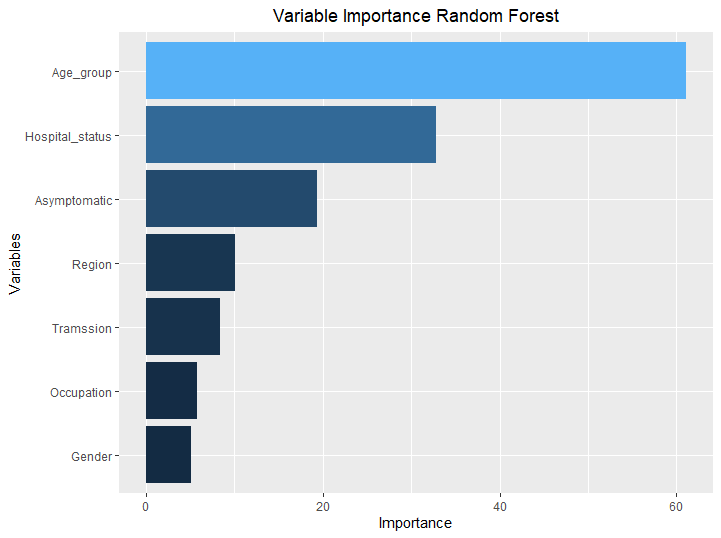 Variable Importance Random Forest
Age_group
Hospital_status
Asymptomatic
Region
Tramssion
Occupation
Gender
Variables
0 20 40 60
Importance